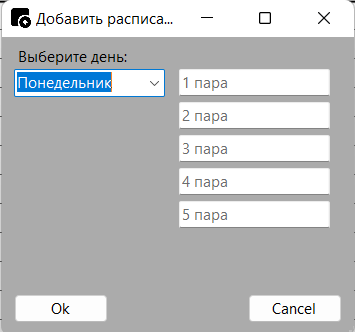 Добавить расписа...
Выберите день:
Понедельник
1 пара
2 пара
3 пара
4 пара
5 пара
Ok
Cancel